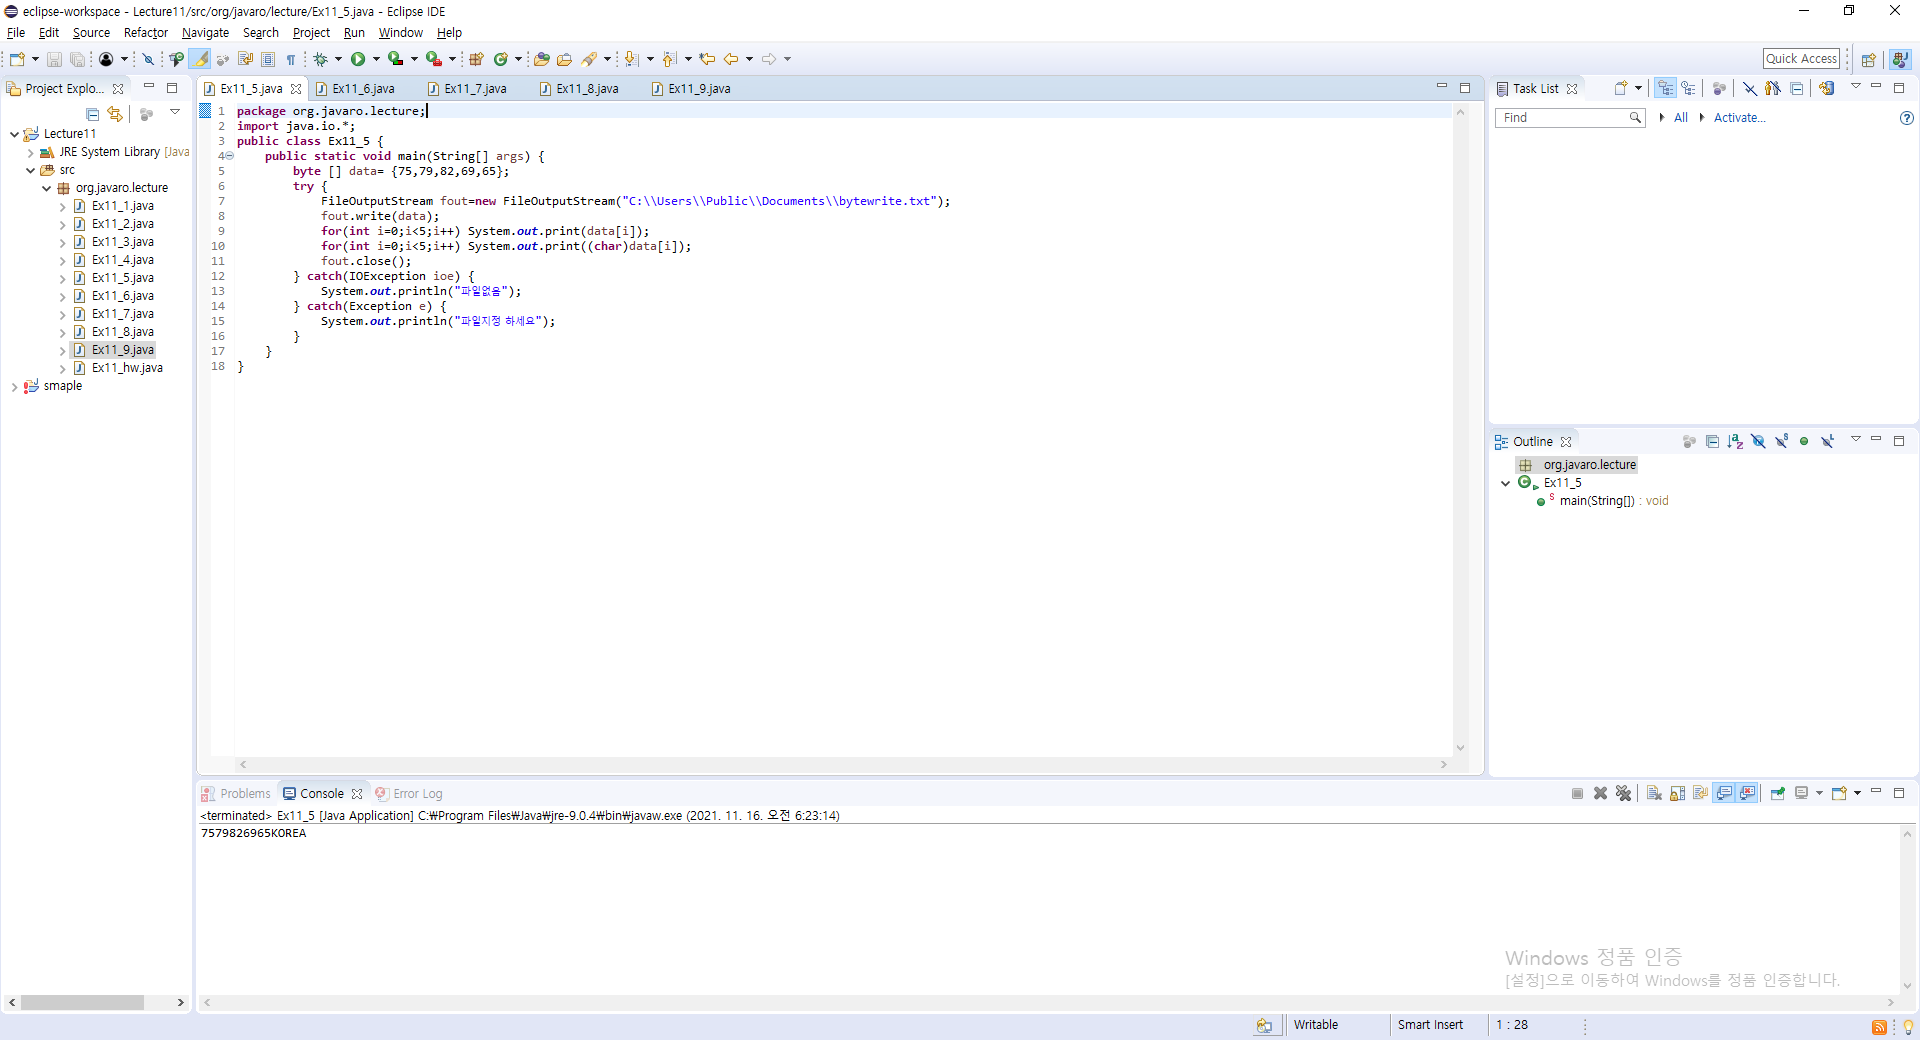 eclipse-workspace - Lecture11/src/org/javaro/lecture/Ex11_5.java - Eclipse IDE
File Edit Source Refactor Navigate Search Project Run Window Help
Quick Access
Project Explo...
Lecture11
JRE System Library [Java
src
org.javaro.lecture
Ex11_1.java
Ex11_2.java
Ex11_3.java
Ex11_4.java
Ex11_5.java
Ex11_6.java
Ex11_7.java
Ex11_8.java
Ex11_9.java
Ex11_hw.java
smaple
Ex11_5.java Ex11_6.java Ex11_7.java Ex11_8.java Ex11_9.java
1 package org.javaro.lecture;
2 import java.io.*;
3 public class Ex11_5 {
4 public static void main(String[] args) {
5 byte [] data= {75,79,82,69,65};
6 try {
7 FileOutputStream fout=new FileOutputStream("C:\\Users\\Public\\Documents\\bytewrite.txt");
8 fout.write(data);
9 for(int i=0;i<5;i++) System.out.print(data[i]);
10 for(int i=0;i<5;i++) System.out.print((char)data[i]);
11 fout.close();
12 } catch(IOException ioe) {
13 System.out.println("파일없음");
14 } catch(Exception e) {
15 System.out.println("파일지정 하세요");
16 }
17 }
18 }
Task List
Find All Activate...
Outline
org.javaro.lecture
Ex11_5
main(String[]) : void
Problems Console Error Log
<terminated> Ex11_5 [Java Application] C:₩Program Files₩Java₩jre-9.0.4₩bin₩javaw.exe (2021. 11. 16. 오전 6:23:14)
7579826965KOREA
Windows 정품 인증
[설정]으로 이동하여 Windows를 정품 인증합니다.
Writable Smart Insert 1 : 28